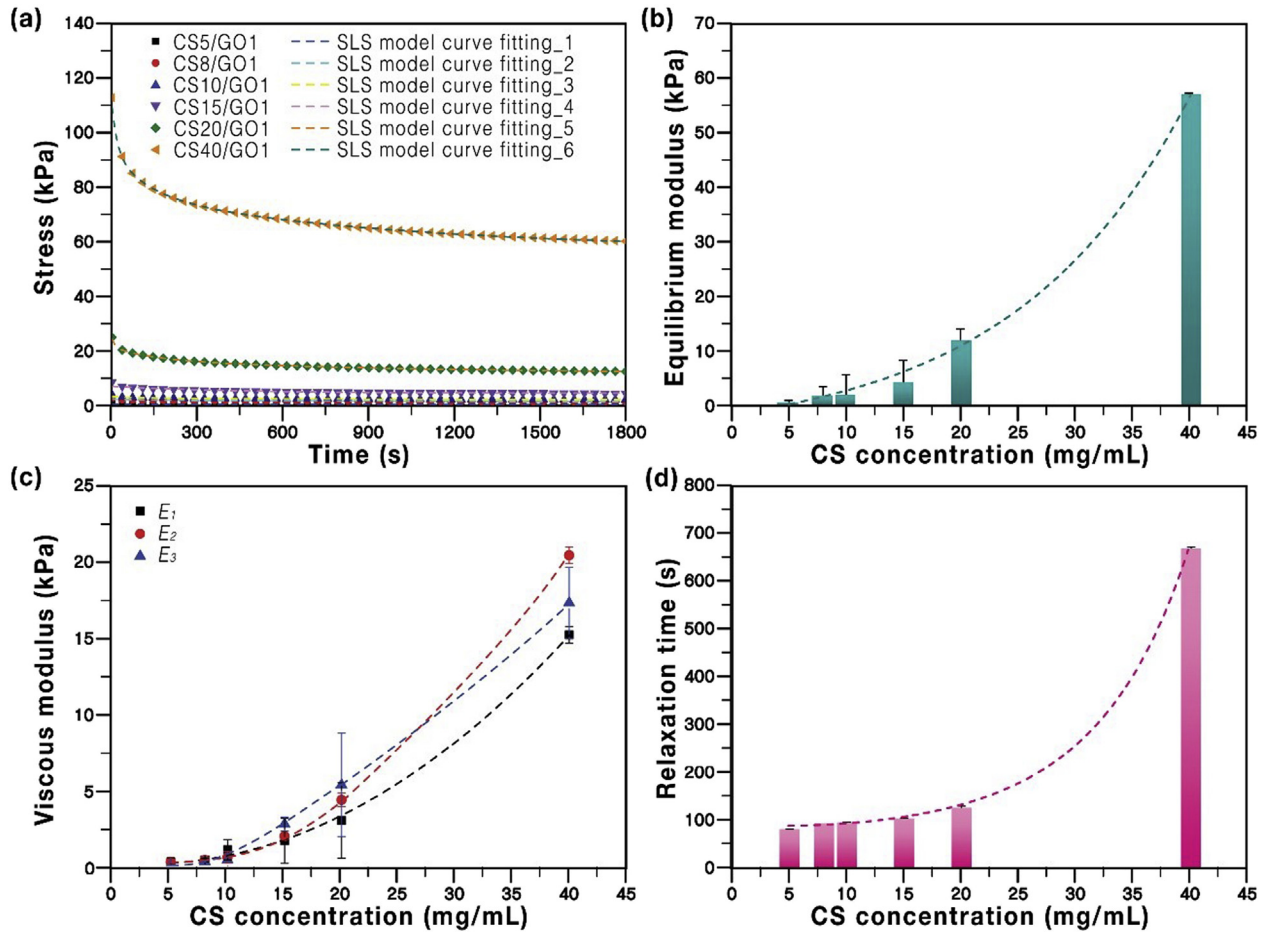 (a)
140
120
100
80
60
40
20
0
Stress (kPa)
CS5/GO1 SLS model curve fitting_1
CS8/GO1 SLS model curve fitting_2
CS10/GO1 SLS model curve fitting_3
CS15/GO1 SLS model curve fitting_4
CS20/GO1 SLS model curve fitting_5
CS40/GO1 SLS model curve fitting_6
0 300 600 900 1200 1500 1800
Time (s)
(b)
70
60
50
40
30
20
10
0
Equilibrium modulus (kPa)
0 5 10 15 20 25 30 35 40 45
CS concentration (mg/mL)
(c)
25
20
15
10
5
0
Viscous modulus (kPa)
E1
E2
E3
0 5 10 15 20 25 30 35 40 45
CS concentration (mg/mL)
(d)
800
700
600
500
400
300
200
100
0
Relaxation time (s)
0 5 10 15 20 25 30 35 40 45
CS concentration (mg/mL)